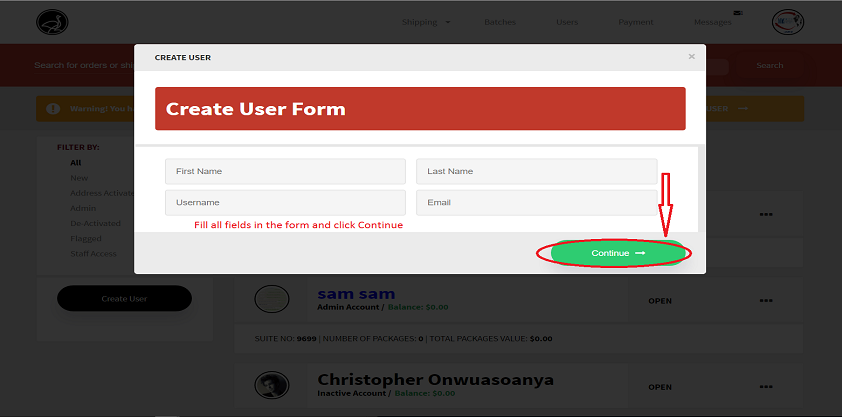 Shipping
Batches
Users
Payment
Messages
CREATE USER
×
Search for orders or ship
Search
Create User Form
Warning! You h
USER
FILTER BY:
All
New
Address Activate
Admin
De-Activated
Flagged
Staff Access
First Name
Last Name
Username
Email
Fill all fields in the form and click Continue
Continue
Create User
sam sam
Admin Account / Balance: $0.00
OPEN
SUITE NO: 9699 | NUMBER OF PACKAGES: 0 | TOTAL PACKAGES VALUE: $0.00
Christopher Onwuasoanya
Inactive Account / Balance: $0.00
OPEN